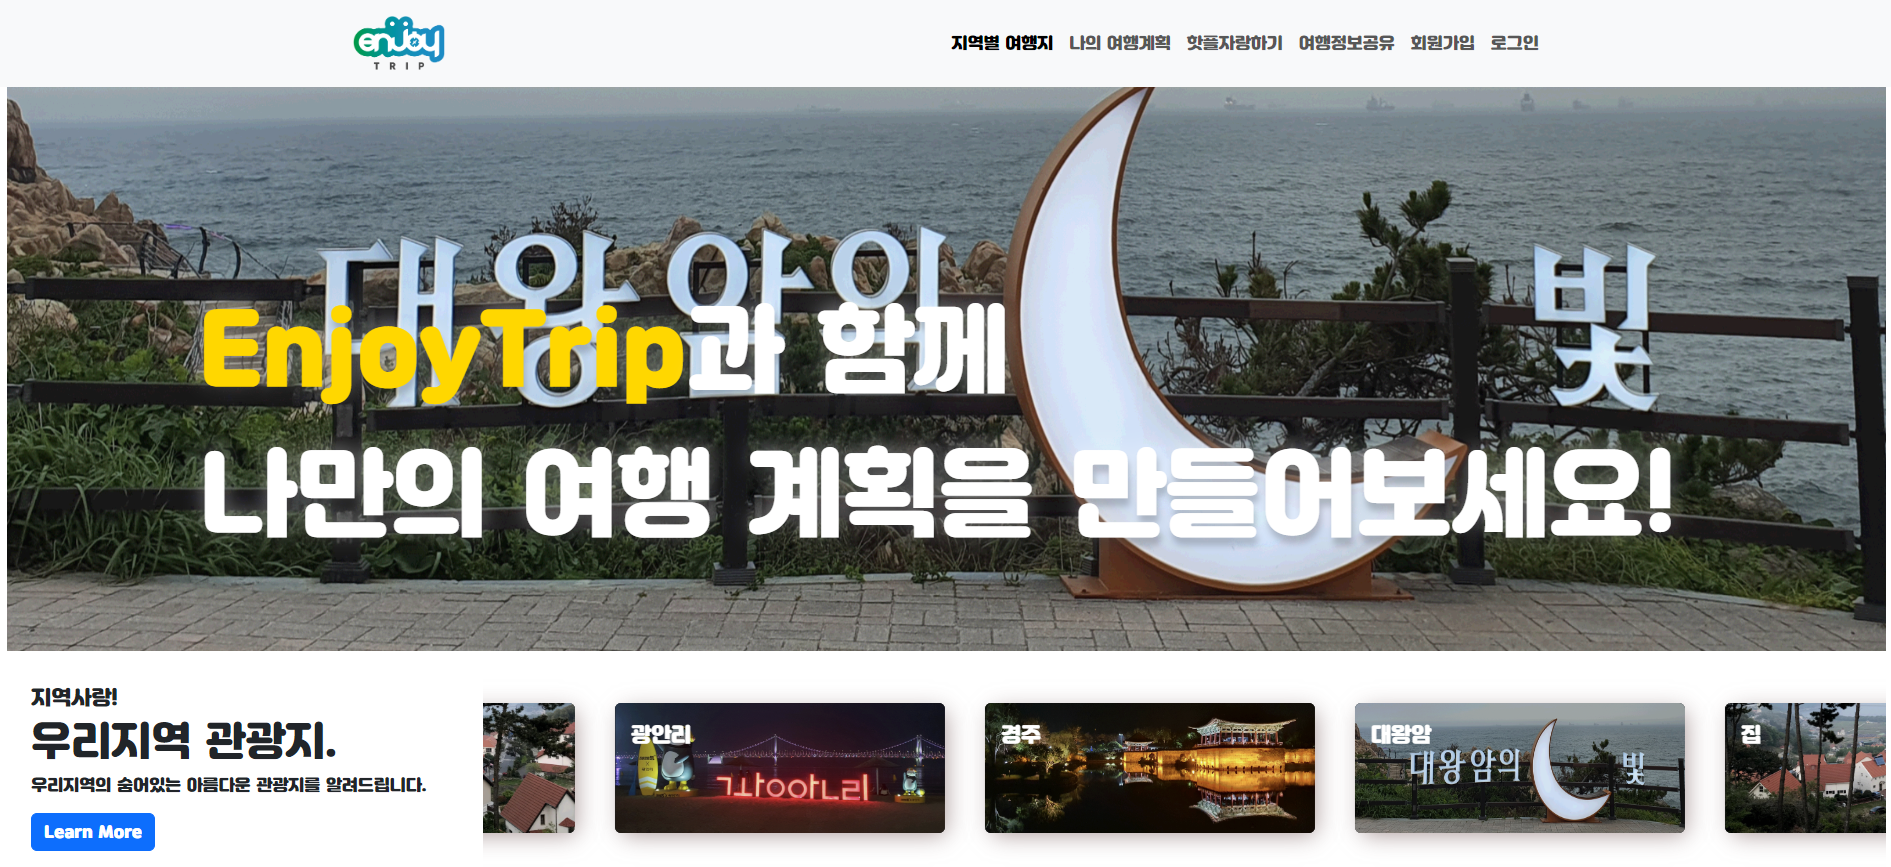 enjoy
TRIP
지역별 여행지 나의 여행계획 핫플자랑하기 여행정보공유 회원가입 로그인
대왕암의 빛
EnjoyTrip과 함께
나만의 여행 계획을 만들어보세요!
지역사랑!
우리지역 관광지.
우리지역의 숨어있는 아름다운 관광지를 알려드립니다.
Learn More
광안리
경주
대왕암
대왕암의 빛
집